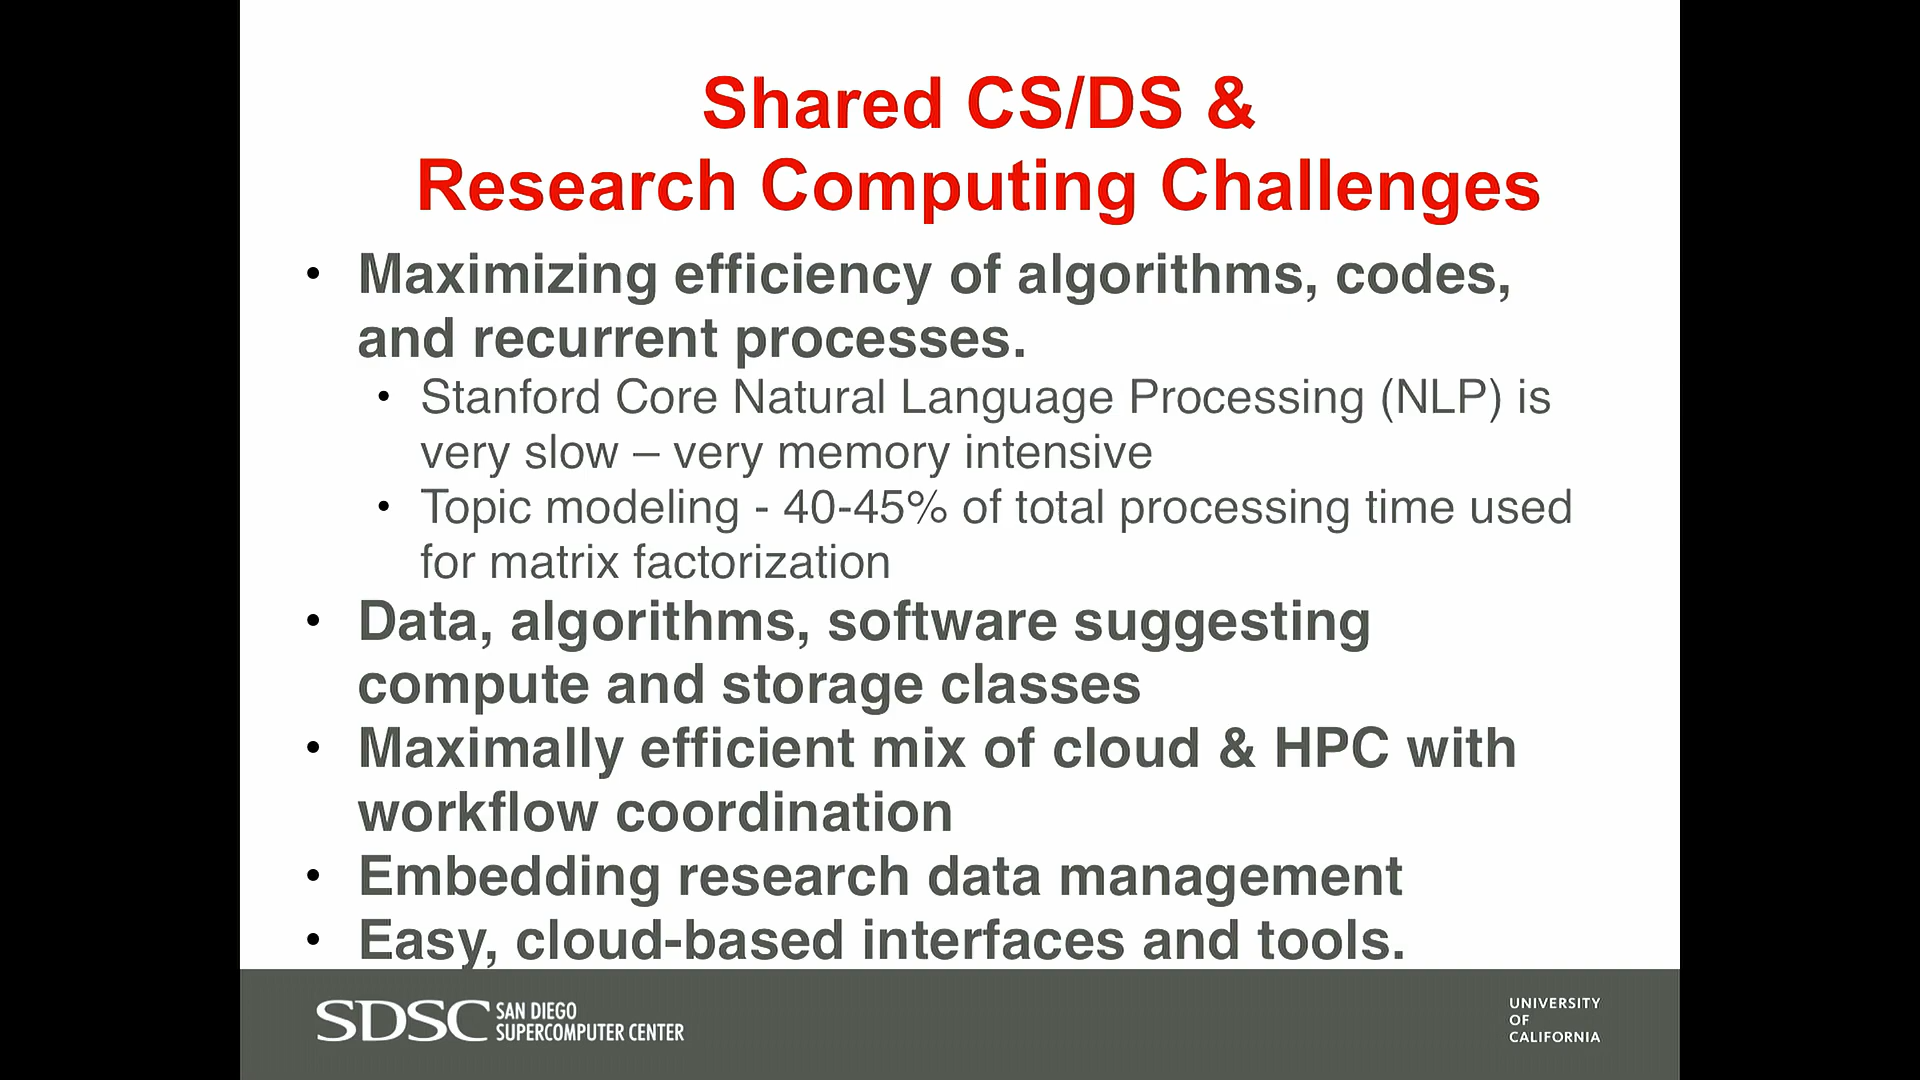 Shared CS/DS &
Research Computing Challenges
• Maximizing efficiency of algorithms, codes,
and recurrent processes.
• Stanford Core Natural Language Processing (NLP) is
very slow – very memory intensive
• Topic modeling - 40-45% of total processing time used
for matrix factorization
• Data, algorithms, software suggesting
compute and storage classes
• Maximally efficient mix of cloud & HPC with
workflow coordination
• Embedding research data management
• Easy, cloud-based interfaces and tools.
SDSC SAN DIEGO
SUPERCOMPUTER CENTER
UNIVERSITY
OF
CALIFORNIA